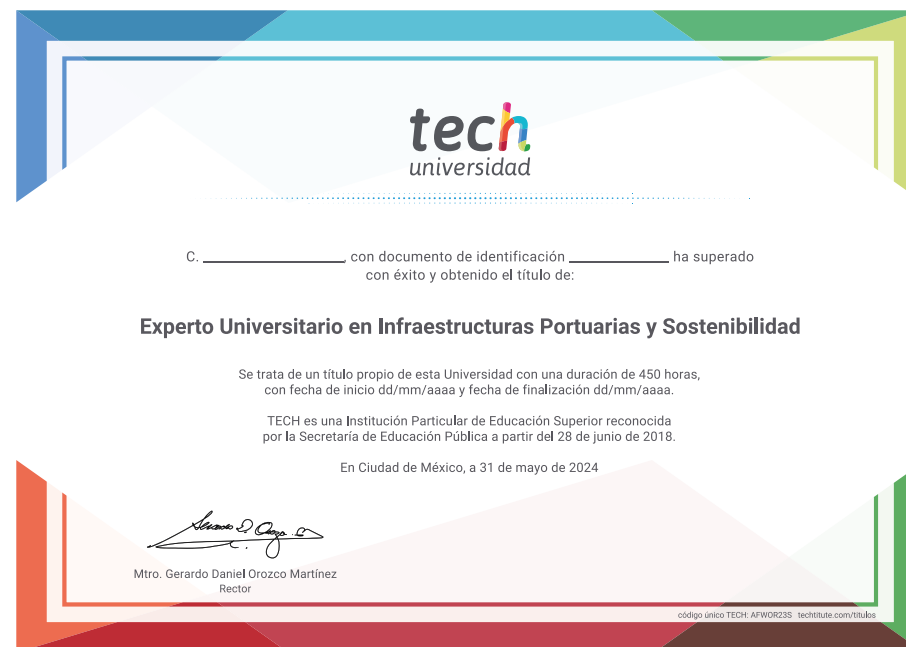 tech
universidad
C. ____________, con documento de identificación ____________ ha superado
con éxito y obtenido el título de:
Experto Universitario en Infraestructuras Portuarias y Sostenibilidad
Se trata de un título propio de esta Universidad con una duración de 450 horas,
con fecha de inicio dd/mm/aaaa y fecha de finalización dd/mm/aaaa.
TECH es una Institución Particular de Educación Superior reconocida
por la Secretaría de Educación Pública a partir del 28 de junio de 2018.
En Ciudad de México, a 31 de mayo de 2024
Mtro. Gerardo Daniel Orozco Martínez
Rector
código único TECH: AFWOR23S techtitute.com/titulos